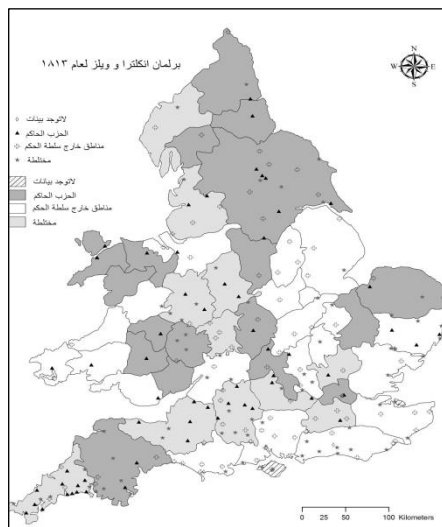 برلمان انكلترا و ويلز لعام ١٨١٣
N
W E
S
لاتوجد بينات
الحزب الحاكم
مناطق خارج سلطة الحكم
مختلطة
لاتوجد بيانات
الحزب الحاكم
مناطق خارج سلطة الحكم
مختلطة
0 25 50 100 Kilometers